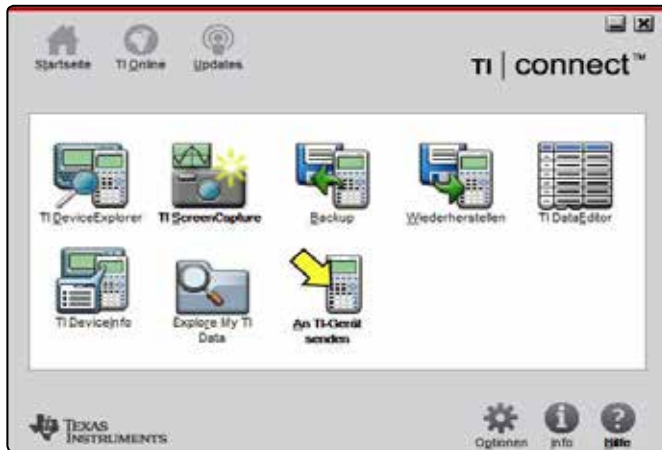 Startseite TI Online Updates
TI | connect™
TI DeviceExplorer TI ScreenCapture Backup Wiederherstellen TI DataEditor
TI DeviceInfo Explore My TI Data An TI-Gerät senden
TEXAS INSTRUMENTS
Optionen Info Hilfe